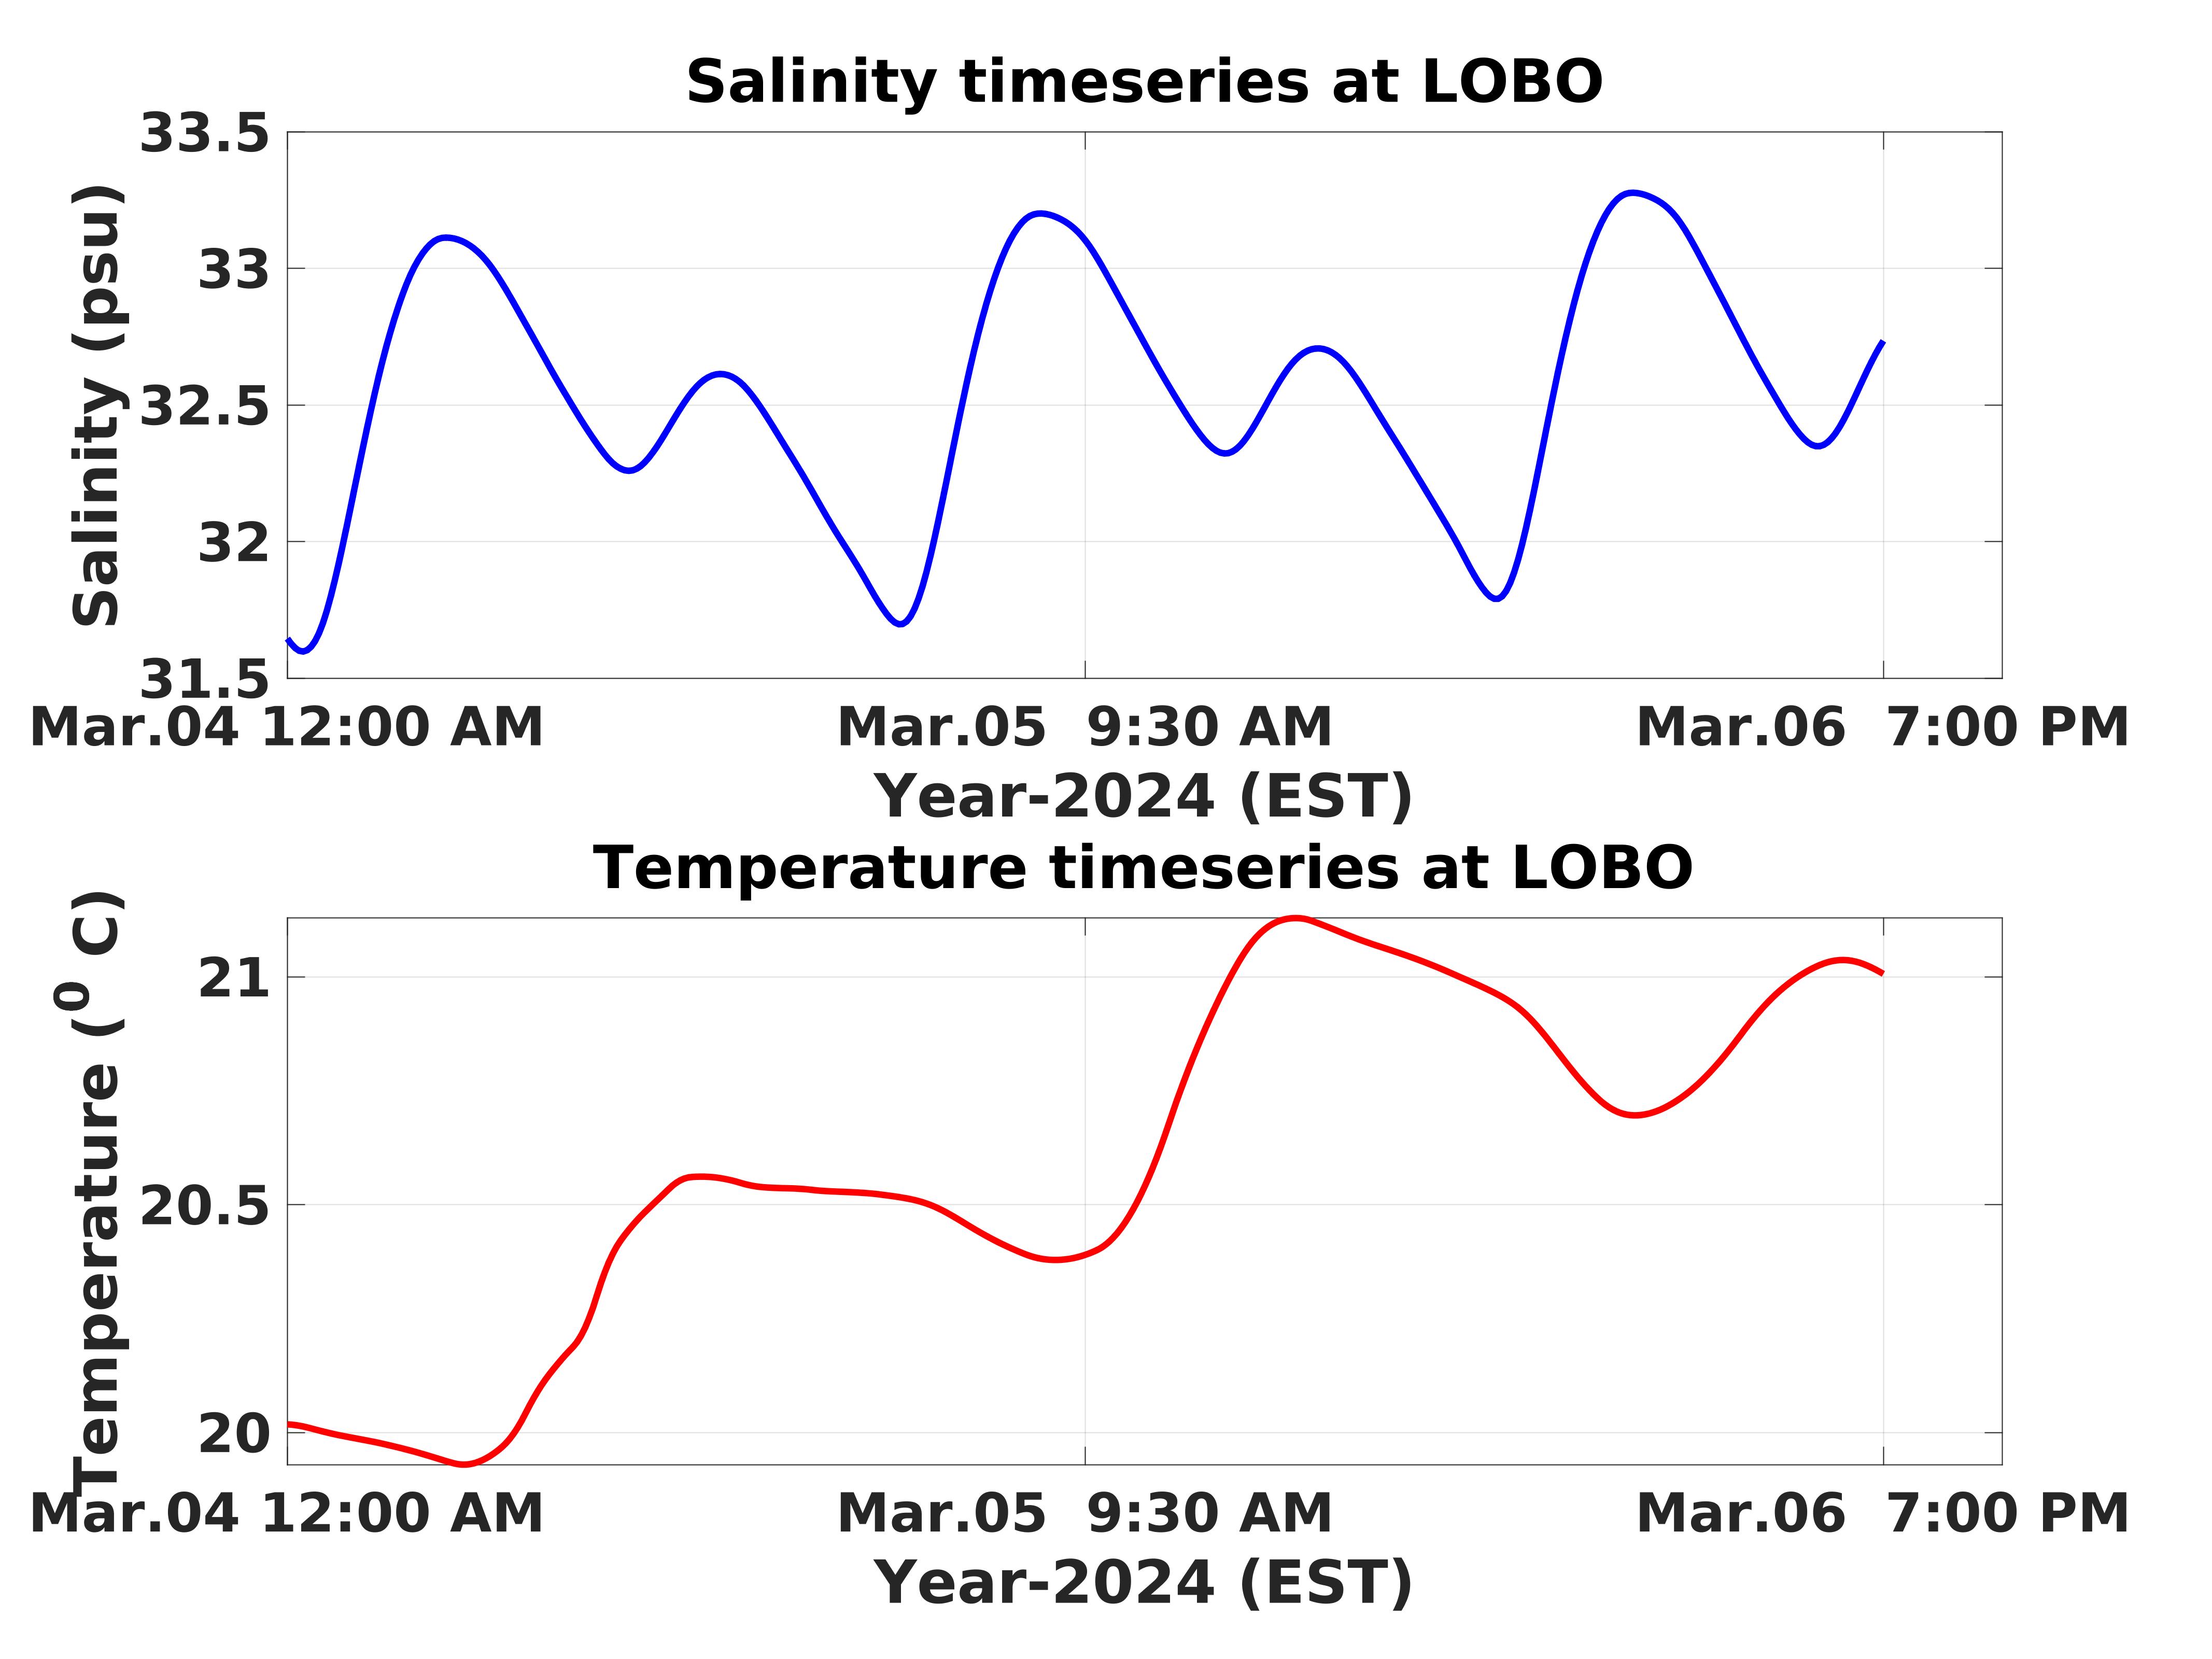 Salinity timeseries at LOBO
Salinity (psu)
33.5
33
32.5
32
31.5
Mar.04 12:00 AM Mar.05 9:30 AM Mar.06 7:00 PM
Year-2024 (EST)
Temperature timeseries at LOBO
Temperature (⁰ C)
21
20.5
20
Mar.04 12:00 AM Mar.05 9:30 AM Mar.06 7:00 PM
Year-2024 (EST)